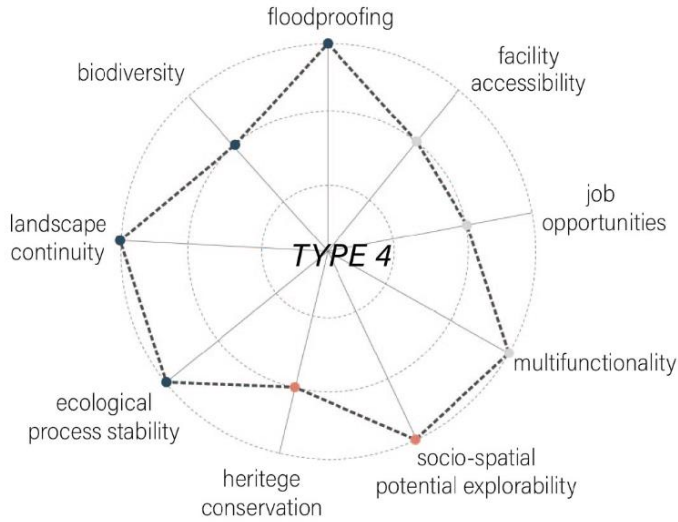 floodproofing
facility
accessibility
job
opportunities
multifunctionality
socio-spatial
potential explorability
heritege
conservation
ecological
process stability
landscape
continuity
biodiversity
TYPE 4